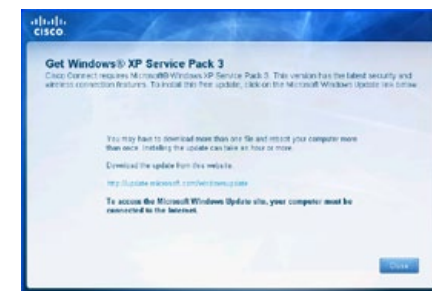 CISCO
Get Windows® XP Service Pack 3
Cisco Connect requires Microsoft® Windows XP Service Pack 3. This version has the latest security and
wireless connection features. To install this free update, click on the Microsoft Windows Update link below.
You may have to download more than one file and reboot your computer more
than once. Installing the update can take an hour or more.
Download the update from this website.
http://update.microsoft.com/windowsupdate
To access the Microsoft Windows Update site, your computer must be
connected to the Internet.
Close